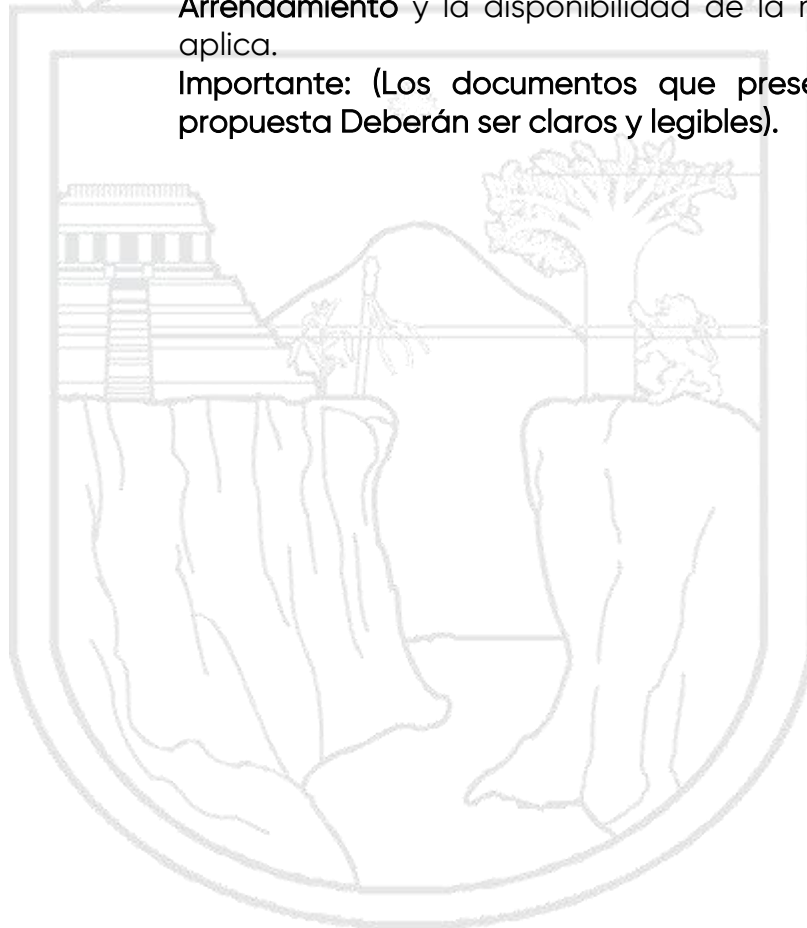 Arrendamiento y la disponibilidad de la
aplica.
Importante: (Los documentos que
propuesta Deberán ser claros y legibles).